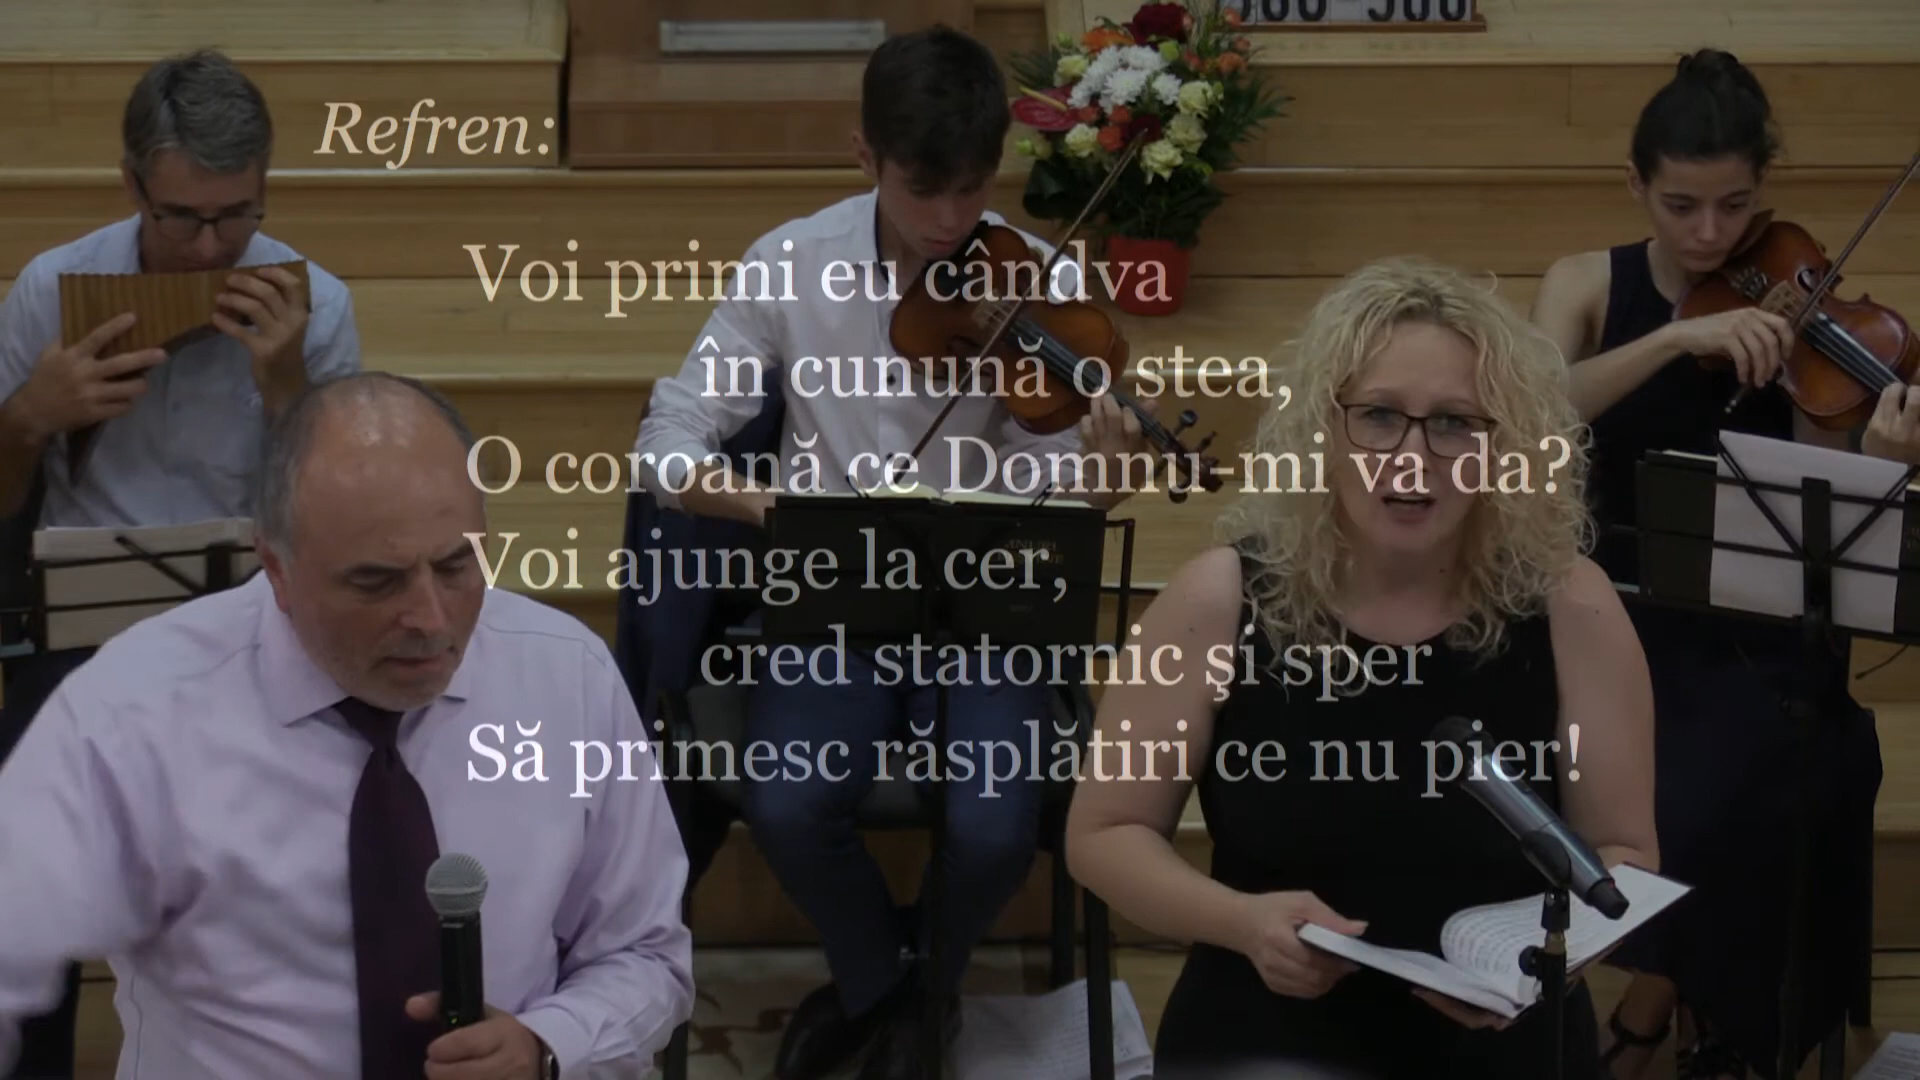 Refren:
Voi primi eu cândva
în cunună o stea,
O coroană ce Domnu-mi va da?
Voi ajunge la cer,
cred statornic şi sper
Să primesc răsplătiri ce nu pier!